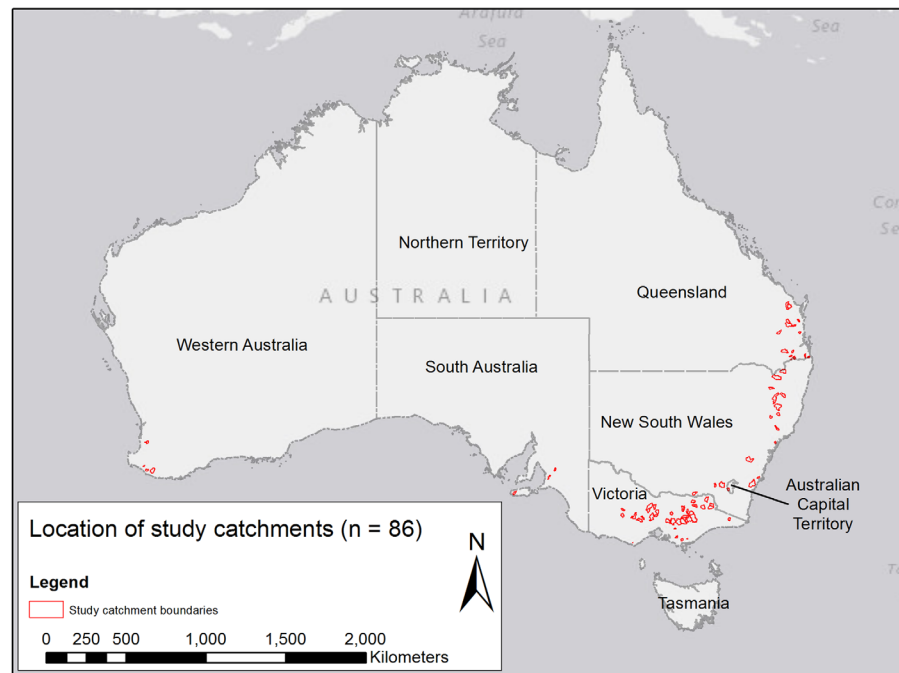 Arafura
Sea
Sea
Northern Territory
AUSTRALIA
Queensland
Western Australia
South Australia
New South Wales
Victoria
Australian
Capital
Territory
Tasmania
Location of study catchments (n = 86)
N
Legend
Study catchment boundaries
0 250 500 1,000 1,500 2,000
Kilometers